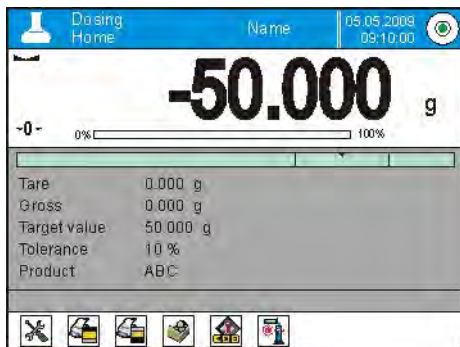 Dosing
Home
Name
05.05.2009
09:10:00
-50.000 g
-0-
0% 100%
Tare 0.000 g
Gross 0.000 g
Target value 50.000 g
Tolerance 10 %
Product ABC